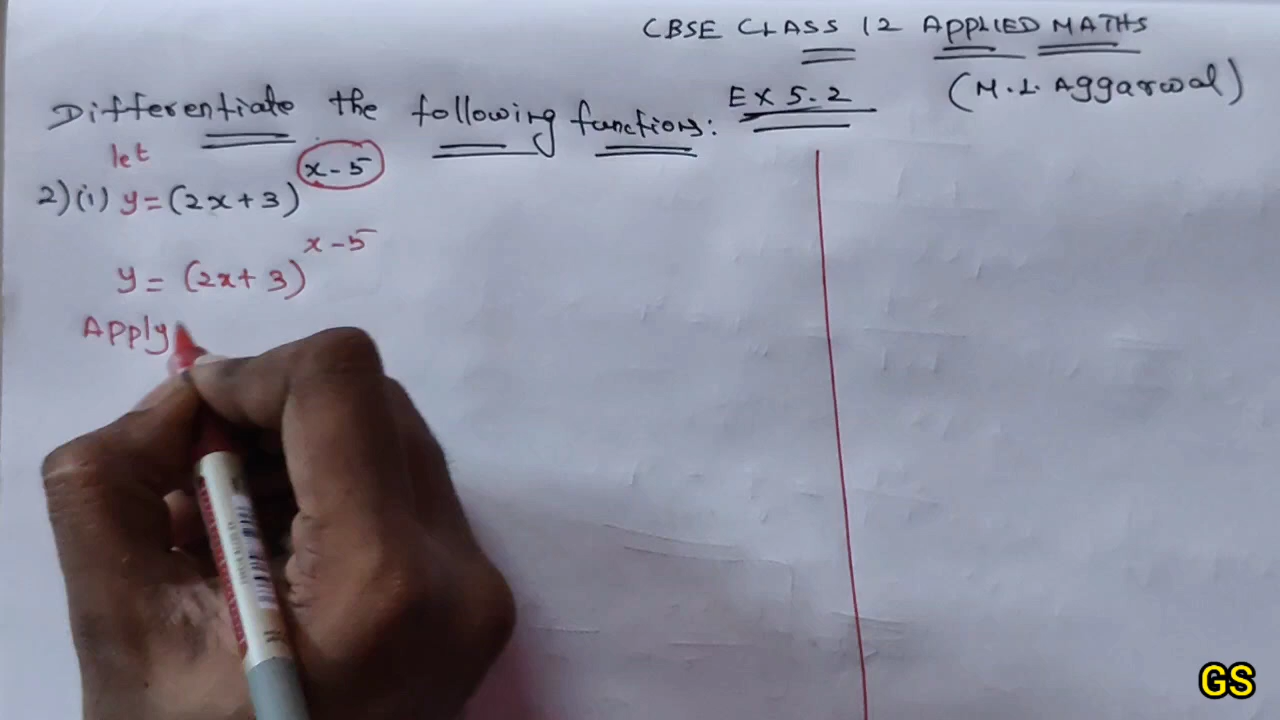 CBSE CLASS 12 APPLIED MATHS
(M.L. Aggarwal)
Differentiate the following functions: EX 5.2
let
2)(i) y=(2x+3)^x-5
y=(2x+3)^x-5
Apply
GS